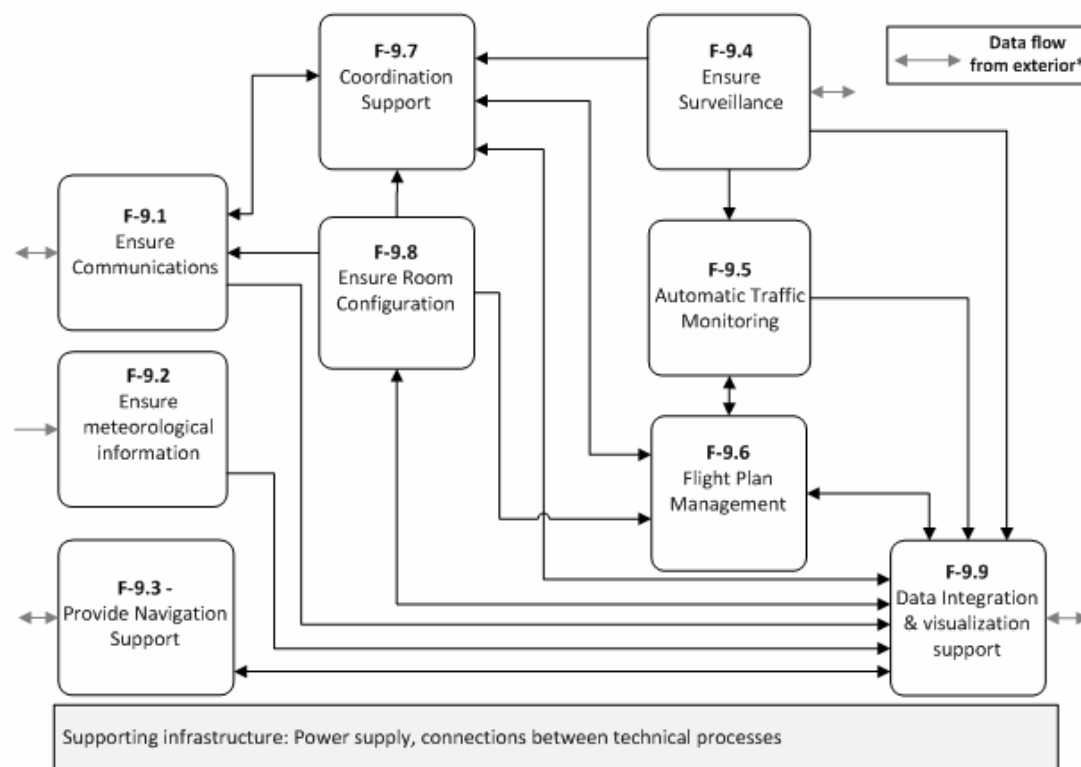 F-9.7
Coordination
Support
F-9.4
Ensure
Surveillance
Data flow
from exterior*
F-9.1
Ensure
Communications
F-9.8
Ensure Room
Configuration
F-9.5
Automatic Traffic
Monitoring
F-9.2
Ensure
meteorological
information
F-9.6
Flight Plan
Management
F-9.3 -
Provide Navigation
Support
F-9.9
Data Integration
& visualization
support
Supporting infrastructure: Power supply, connections between technical processes